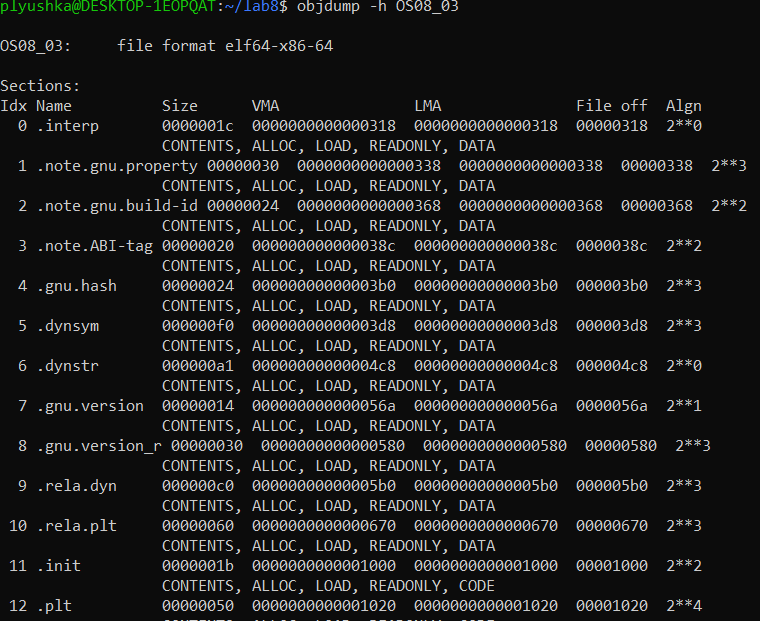 plyushka@DESKTOP-1EOPQAT:~/lab8$ objdump -h OS08_03
OS08_03:     file format elf64-x86-64
Sections:
Idx Name          Size      VMA               LMA               File off  Algn
  0 .interp       0000001c  0000000000000318  0000000000000318  00000318  2**0
                  CONTENTS, ALLOC, LOAD, READONLY, DATA
  1 .note.gnu.property 00000030  0000000000000338  0000000000000338  00000338  2**3
                  CONTENTS, ALLOC, LOAD, READONLY, DATA
  2 .note.gnu.build-id 00000024  0000000000000368  0000000000000368  00000368  2**2
                  CONTENTS, ALLOC, LOAD, READONLY, DATA
  3 .note.ABI-tag 00000020  000000000000038c  000000000000038c  0000038c  2**2
                  CONTENTS, ALLOC, LOAD, READONLY, DATA
  4 .gnu.hash     00000024  00000000000003b0  00000000000003b0  000003b0  2**3
                  CONTENTS, ALLOC, LOAD, READONLY, DATA
  5 .dynsym       000000f0  00000000000003d8  00000000000003d8  000003d8  2**3
                  CONTENTS, ALLOC, LOAD, READONLY, DATA
  6 .dynstr       000000a1  00000000000004c8  00000000000004c8  000004c8  2**0
                  CONTENTS, ALLOC, LOAD, READONLY, DATA
  7 .gnu.version  00000014  000000000000056a  000000000000056a  0000056a  2**1
                  CONTENTS, ALLOC, LOAD, READONLY, DATA
  8 .gnu.version_r 00000030  0000000000000580  0000000000000580  00000580  2**3
                  CONTENTS, ALLOC, LOAD, READONLY, DATA
  9 .rela.dyn     000000c0  00000000000005b0  00000000000005b0  000005b0  2**3
                  CONTENTS, ALLOC, LOAD, READONLY, DATA
 10 .rela.plt     00000060  0000000000000670  0000000000000670  00000670  2**3
                  CONTENTS, ALLOC, LOAD, READONLY, DATA
 11 .init         0000001b  0000000000001000  0000000000001000  00001000  2**2
                  CONTENTS, ALLOC, LOAD, READONLY, CODE
 12 .plt          00000050  0000000000001020  0000000000001020  00001020  2**4